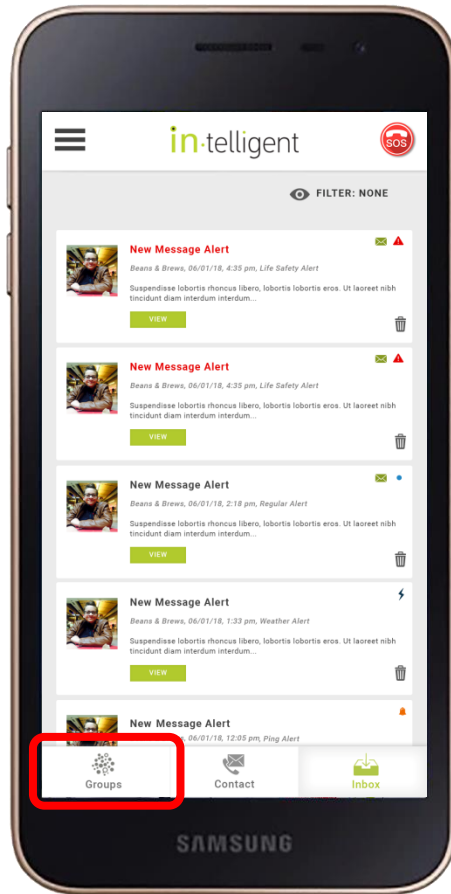 in·telligent
SOS
FILTER: NONE
New Message Alert
Beans & Brews, 06/01/18, 4:35 pm, Life Safety Alert
Suspendisse lobortis rhoncus libero, lobortis lobortis eros. Ut laoreet nibh
tincidunt diam interdum interdum...
VIEW
New Message Alert
Beans & Brews, 06/01/18, 4:35 pm, Life Safety Alert
Suspendisse lobortis rhoncus libero, lobortis lobortis eros. Ut laoreet nibh
tincidunt diam interdum interdum...
VIEW
New Message Alert
Beans & Brews, 06/01/18, 2:18 pm, Regular Alert
Suspendisse lobortis rhoncus libero, lobortis lobortis eros. Ut laoreet nibh
tincidunt diam interdum interdum...
VIEW
New Message Alert
Beans & Brews, 06/01/18, 1:33 pm, Weather Alert
Suspendisse lobortis rhoncus libero, lobortis lobortis eros. Ut laoreet nibh
tincidunt diam interdum interdum...
VIEW
New Message Alert
06/01/18, 12:05 pm, Ping Alert
Groups
Contact
Inbox
SAMSUNG